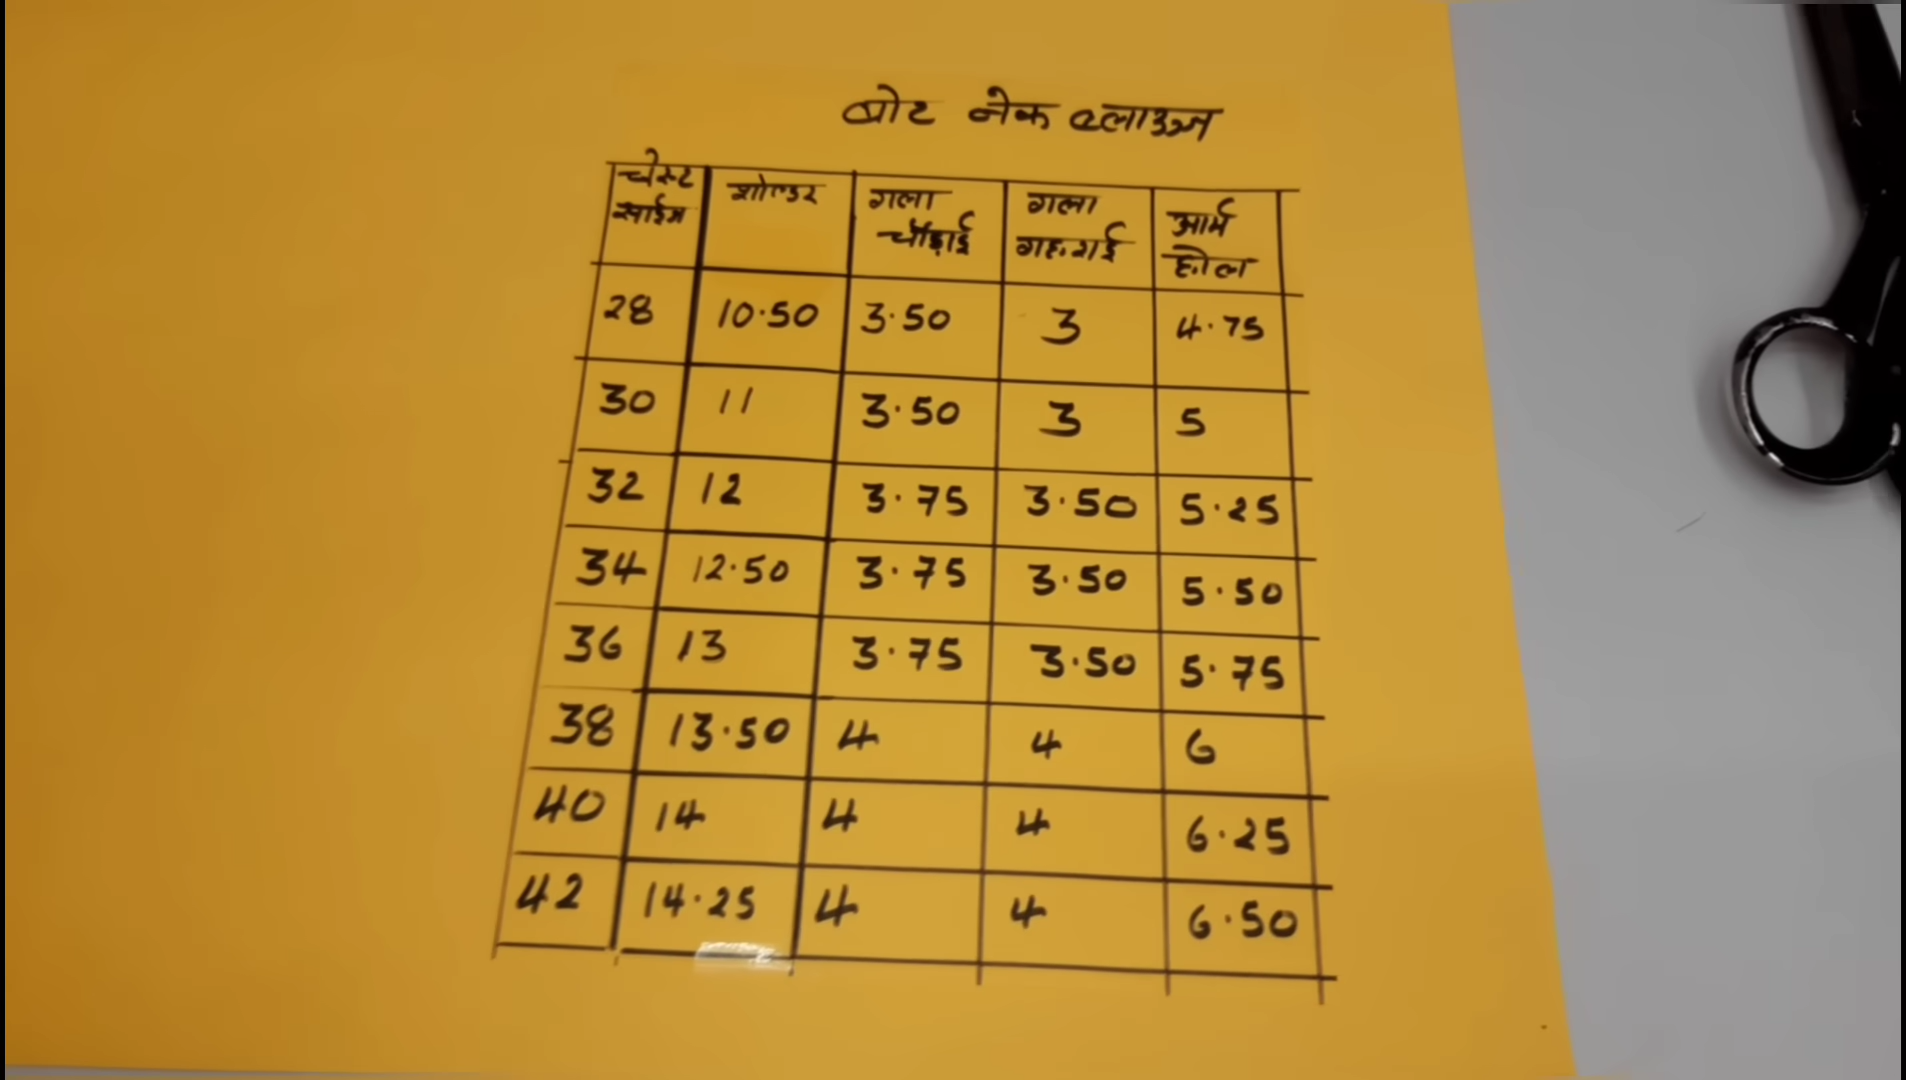 बोट नेक ब्लाउज
चेस्ट साईज शोल्डर गला चौड़ाई गला गहराई आर्म होल
28 10.50 3.50 3 4.75
30 11 3.50 3 5
32 12 3.75 3.50 5.25
34 12.50 3.75 3.50 5.50
36 13 3.75 3.50 5.75
38 13.50 4 4 6
40 14 4 4 6.25
42 14.25 4 4 6.50